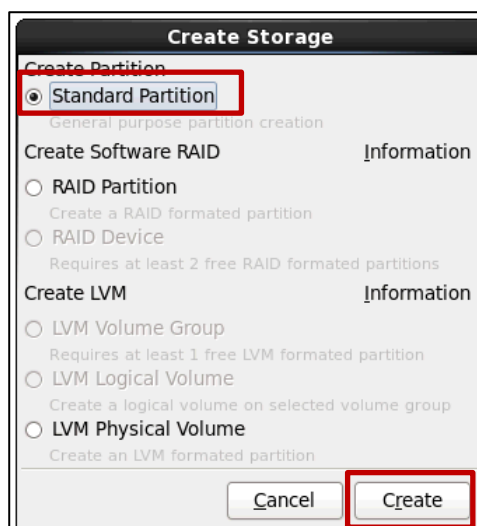 Create Storage
Create Partition
Standard Partition
General purpose partition creation
Create Software RAID Information
RAID Partition
Create a RAID formated partition
RAID Device
Requires at least 2 free RAID formated partitions
Create LVM Information
LVM Volume Group
Requires at least 1 free LVM formated partition
LVM Logical Volume
Create a logical volume on selected volume group
LVM Physical Volume
Create an LVM formated partition
Cancel Create